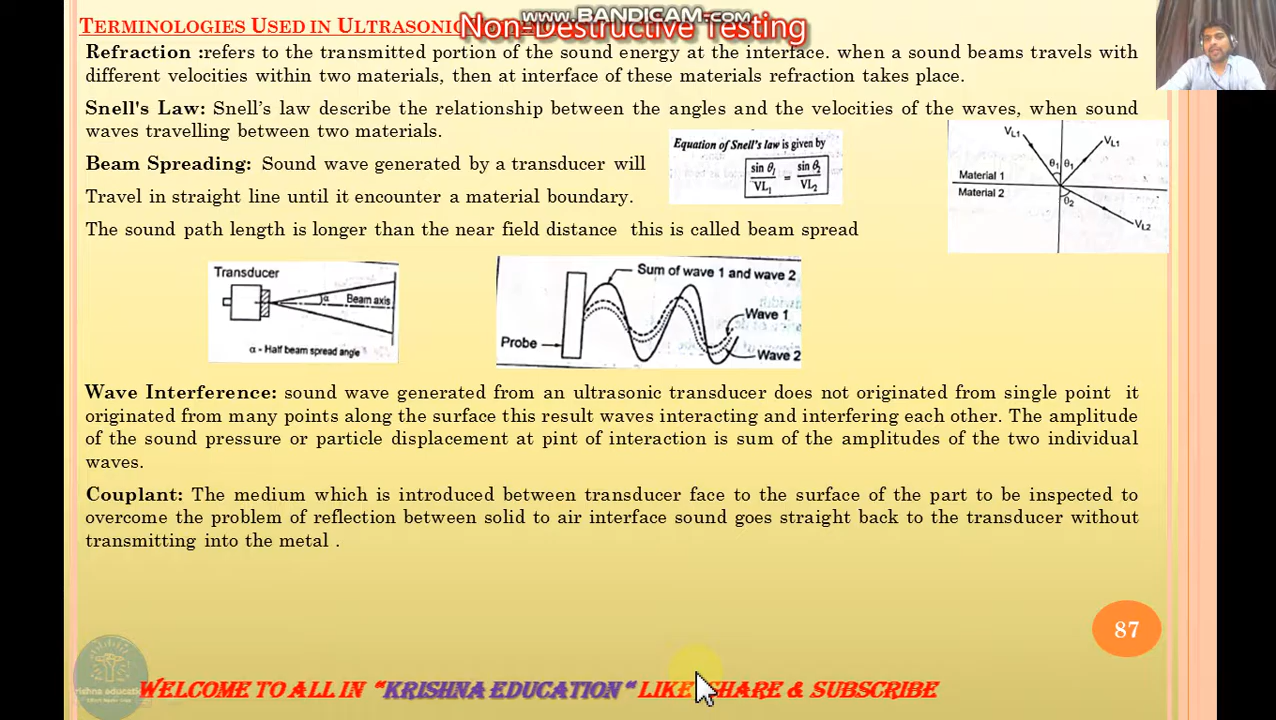 TERMINOLOGIES USED IN ULTRASONIC
www.BANDICAM.com
Non-Destructive Testing
Refraction :refers to the transmitted portion of the sound energy at the interface. when a sound beams travels with
different velocities within two materials, then at interface of these materials refraction takes place.
Snell's Law: Snell's law describe the relationship between the angles and the velocities of the waves, when sound
waves travelling between two materials.
Beam Spreading: Sound wave generated by a transducer will
Travel in straight line until it encounter a material boundary.
The sound path length is longer than the near field distance this is called beam spread
Equation of Snell's law is given by
sin θ1 / VL1 = sin θ2 / VL2
VL1
VL1
θ1 θ1
Material 1
Material 2
θ2
VL2
Transducer
α
Beam axis
α - Half beam spread angle
Sum of wave 1 and wave 2
Wave 1
Probe
Wave 2
Wave Interference: sound wave generated from an ultrasonic transducer does not originated from single point it
originated from many points along the surface this result waves interacting and interfering each other. The amplitude
of the sound pressure or particle displacement at pint of interaction is sum of the amplitudes of the two individual
waves.
Couplant: The medium which is introduced between transducer face to the surface of the part to be inspected to
overcome the problem of reflection between solid to air interface sound goes straight back to the transducer without
transmitting into the metal .
87
krishna education
WELCOME TO ALL IN "KRISHNA EDUCATION" LIKE SHARE & SUBSCRIBE